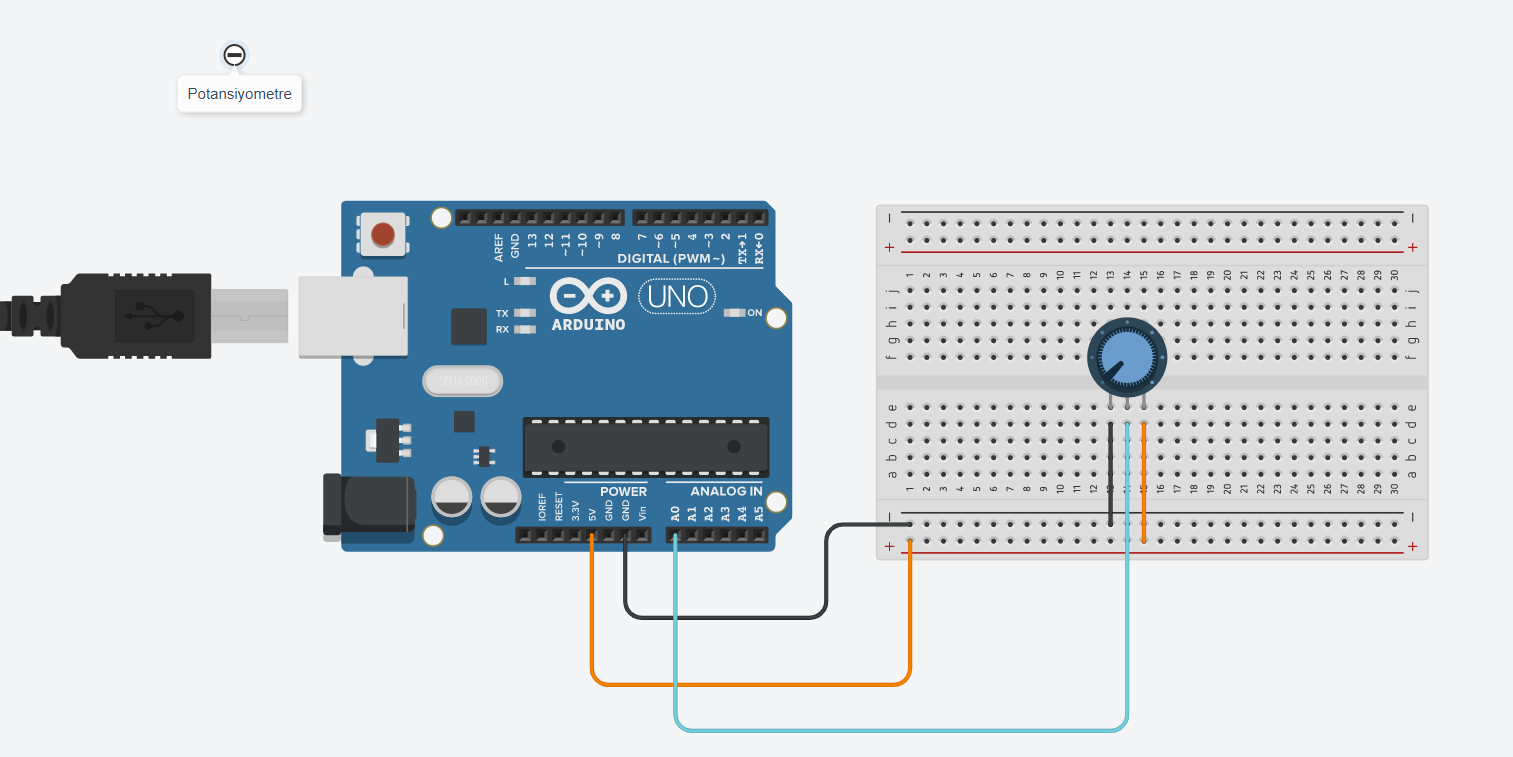 Potansiyometre
AREF
GND
13
12
~11
~10
~9
8
7
~6
~5
4
~3
2
TX→1
RX←0
DIGITAL (PWM~)
L
TX
RX
ARDUINO
UNO
ON
SPK16.000G
POWER
ANALOG IN
IOREF
RESET
3.3V
5V
GND
GND
Vin
A0
A1
A2
A3
A4
A5
− −
+ +
1 2 3 4 5 6 7 8 9 10 11 12 13 14 15 16 17 18 19 20 21 22 23 24 25 26 27 28 29 30
j j
i i
h h
g g
f f
e e
d d
c c
b b
a a
1 2 3 4 5 6 7 8 9 10 11 12 13 15 16 17 18 19 20 21 22 23 24 25 26 27 28 29 30
− −
+ +